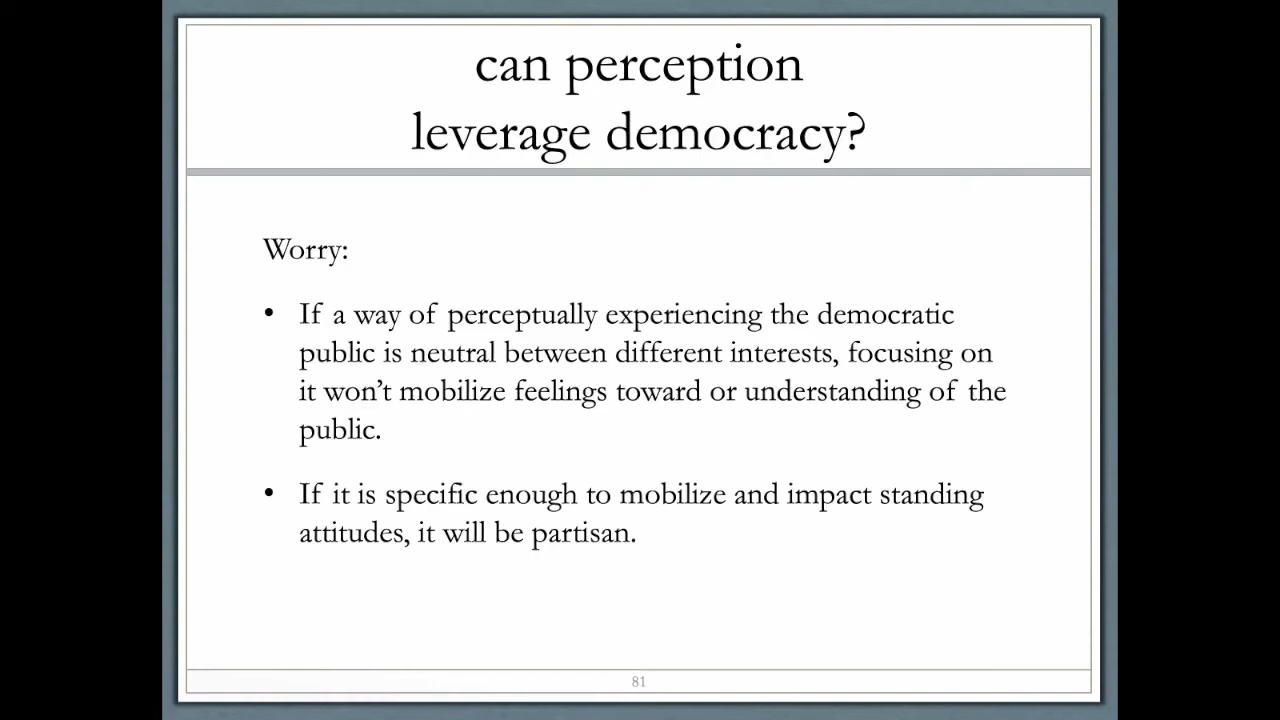 can perception
leverage democracy?
Worry:
• If a way of perceptually experiencing the democratic
public is neutral between different interests, focusing on
it won’t mobilize feelings toward or understanding of the
public.
• If it is specific enough to mobilize and impact standing
attitudes, it will be partisan.
81